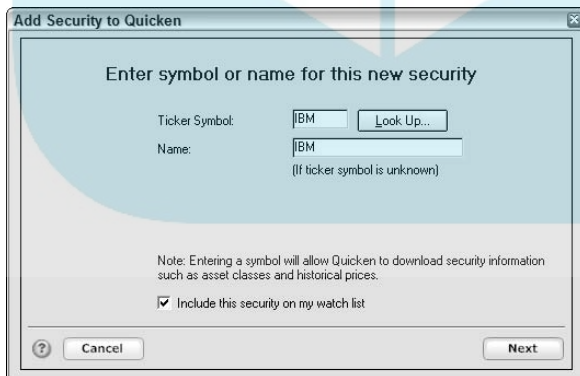 Add Security to Quicken
Enter symbol or name for this new security
Ticker Symbol: IBM Look Up...
Name: IBM
(If ticker symbol is unknown)
Note: Entering a symbol will allow Quicken to download security information
such as asset classes and historical prices.
Include this security on my watch list
? Cancel Next